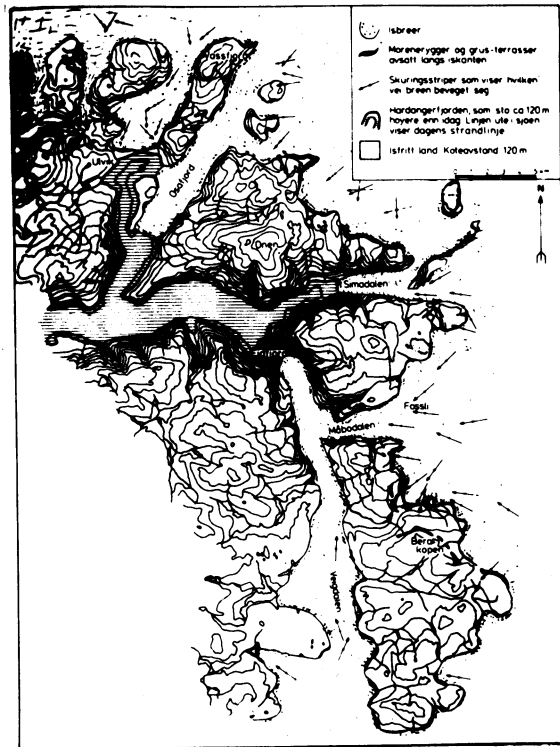 Isbreer
Morenerygger og grus-terrasser
avsatt langs iskanten
Skuringsstriper som viser hvilken
vei breen beveget seg
Hardangerfjorden, som sto ca 120 m
høyere enn idag. Linjen ute i sjøen
viser dagens strandlinje
Isfritt land Koteavstand 120 m
N
Ulvik
Osafjord
Onen
Simadalen
Fossli
Måbødalen
Veigdalen